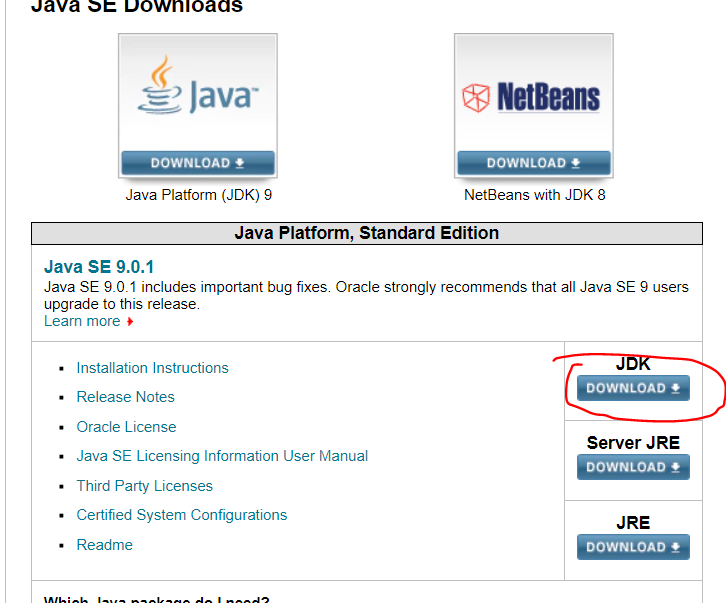 Java SE Downloads
Java™
NetBeans
DOWNLOAD
DOWNLOAD
Java Platform (JDK) 9
NetBeans with JDK 8
Java Platform, Standard Edition
Java SE 9.0.1
Java SE 9.0.1 includes important bug fixes. Oracle strongly recommends that all Java SE 9 users
upgrade to this release.
Learn more
Installation Instructions
Release Notes
Oracle License
Java SE Licensing Information User Manual
Third Party Licenses
Certified System Configurations
Readme
JDK
DOWNLOAD
Server JRE
DOWNLOAD
JRE
DOWNLOAD
Which Java package do I need?